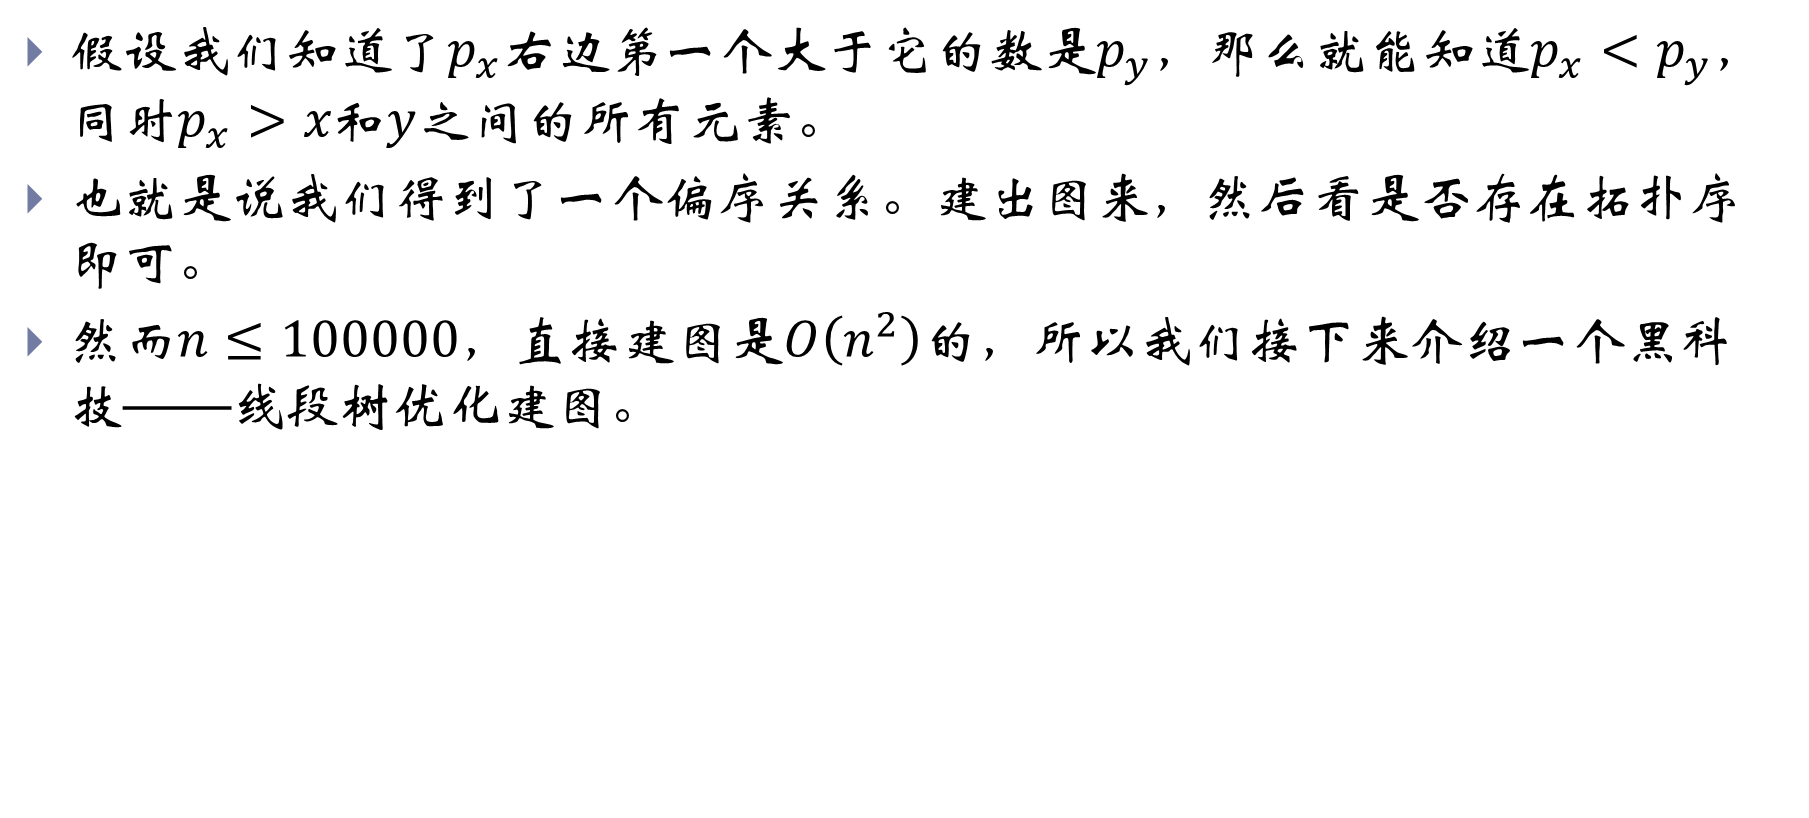 假设我们知道了pₓ右边第一个大于它的数是p_y，那么就能知道pₓ < p_y，
同时pₓ > x和y之间的所有元素。
也就是说我们得到了一个偏序关系。建出图来，然后看是否存在拓扑序
即可。
然而n ≤ 100000，直接建图是O(n²)的，所以我们接下来介绍一个黑科
技——线段树优化建图。